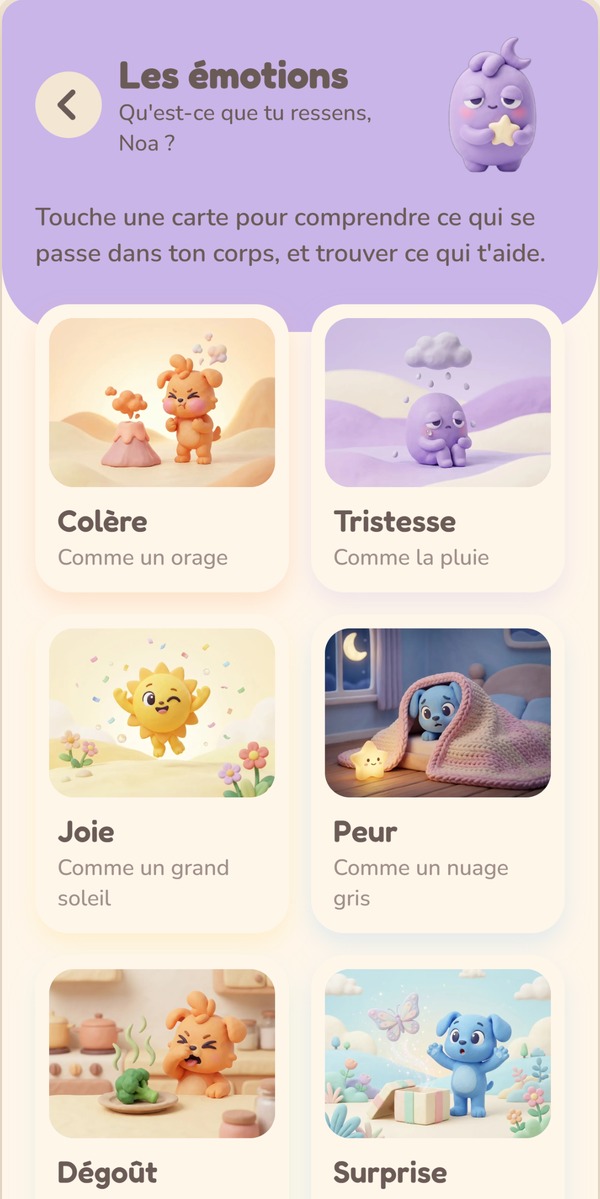 Les émotions
Qu'est-ce que tu ressens,
Noa ?
Touche une carte pour comprendre ce qui se
passe dans ton corps, et trouver ce qui t'aide.
Colère
Comme un orage
Tristesse
Comme la pluie
Joie
Comme un grand
soleil
Peur
Comme un nuage
gris
Dégoût
Surprise